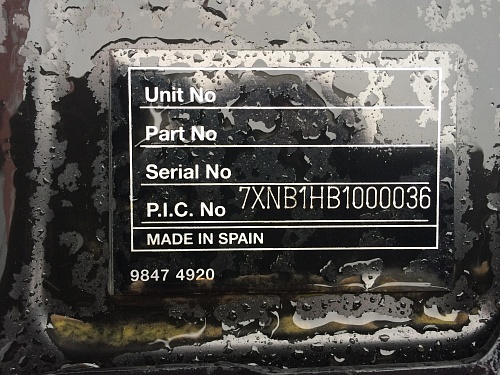 Unit No
Part No
Serial No
P.I.C. No 7XNB1HB1000036
MADE IN SPAIN
9847 4920